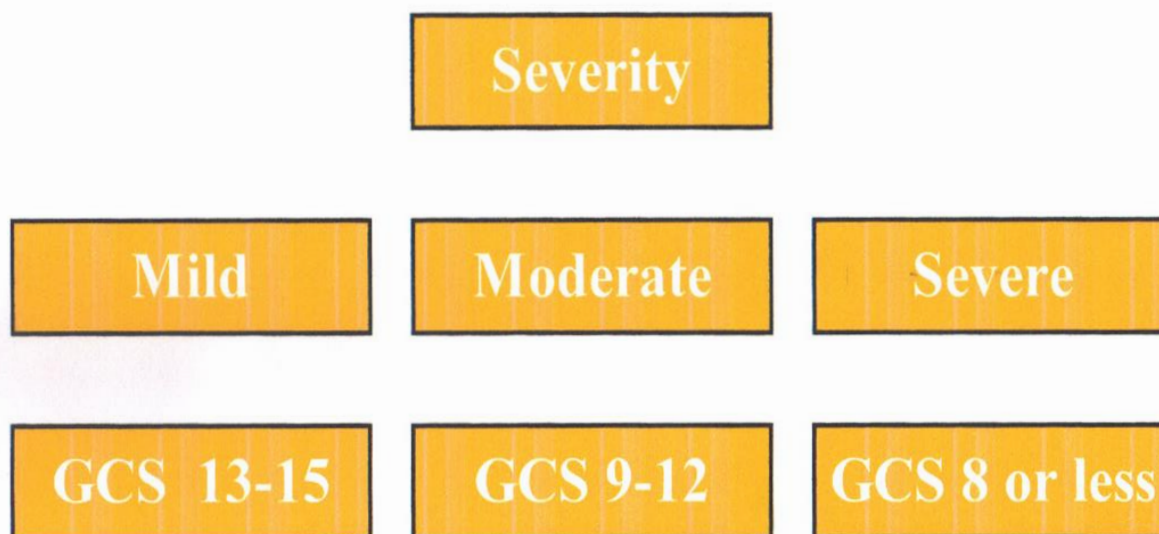 Severity
Mild
Moderate
Severe
GCS 13-15
GCS 9-12
GCS 8 or less